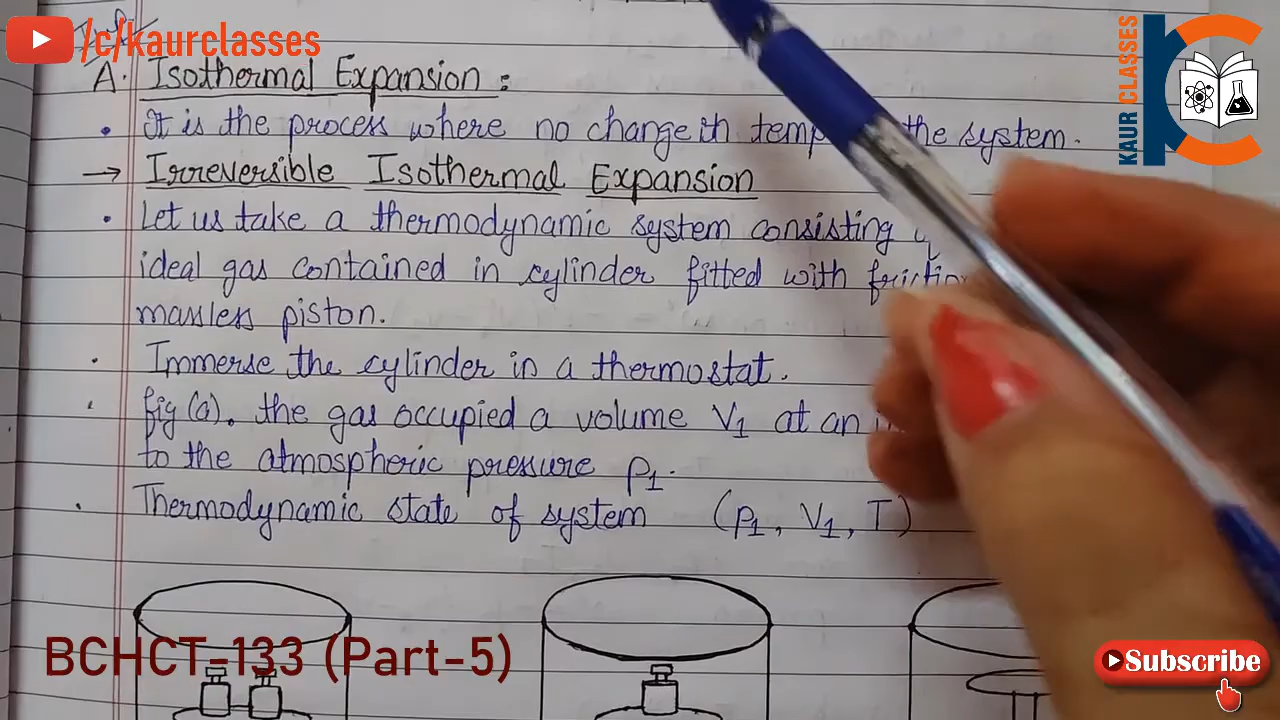 /c/kaurclasses
KAUR CLASSES
A. Isothermal Expansion :
• It is the process where no change in temp the system.
→ Irreversible Isothermal Expansion
• Let us take a thermodynamic system consisting
ideal gas contained in cylinder fitted with
massless piston.
• Immerse the cylinder in a thermostat.
• fig (a). the gas occupied a volume V1 at an
to the atmospheric pressure p1.
• Thermodynamic state of system (p1, V1, T)
BCHCT-133 (Part-5)
Subscribe